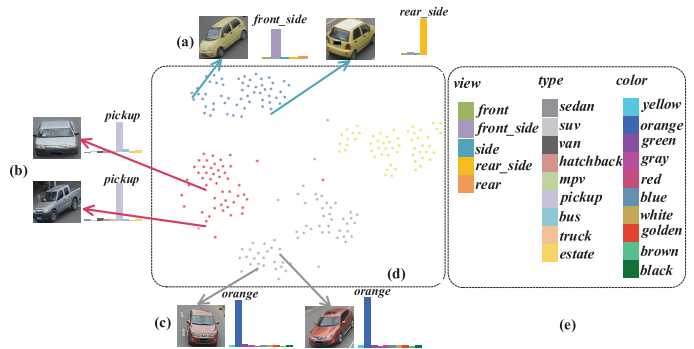 (a)
front_side
rear_side
(b)
pickup
pickup
(c)
orange
orange
(d)
view
front
front_side
side
rear_side
rear
type
sedan
suv
van
hatchback
mpv
pickup
bus
truck
estate
color
yellow
orange
green
gray
red
blue
white
golden
brown
black
(e)